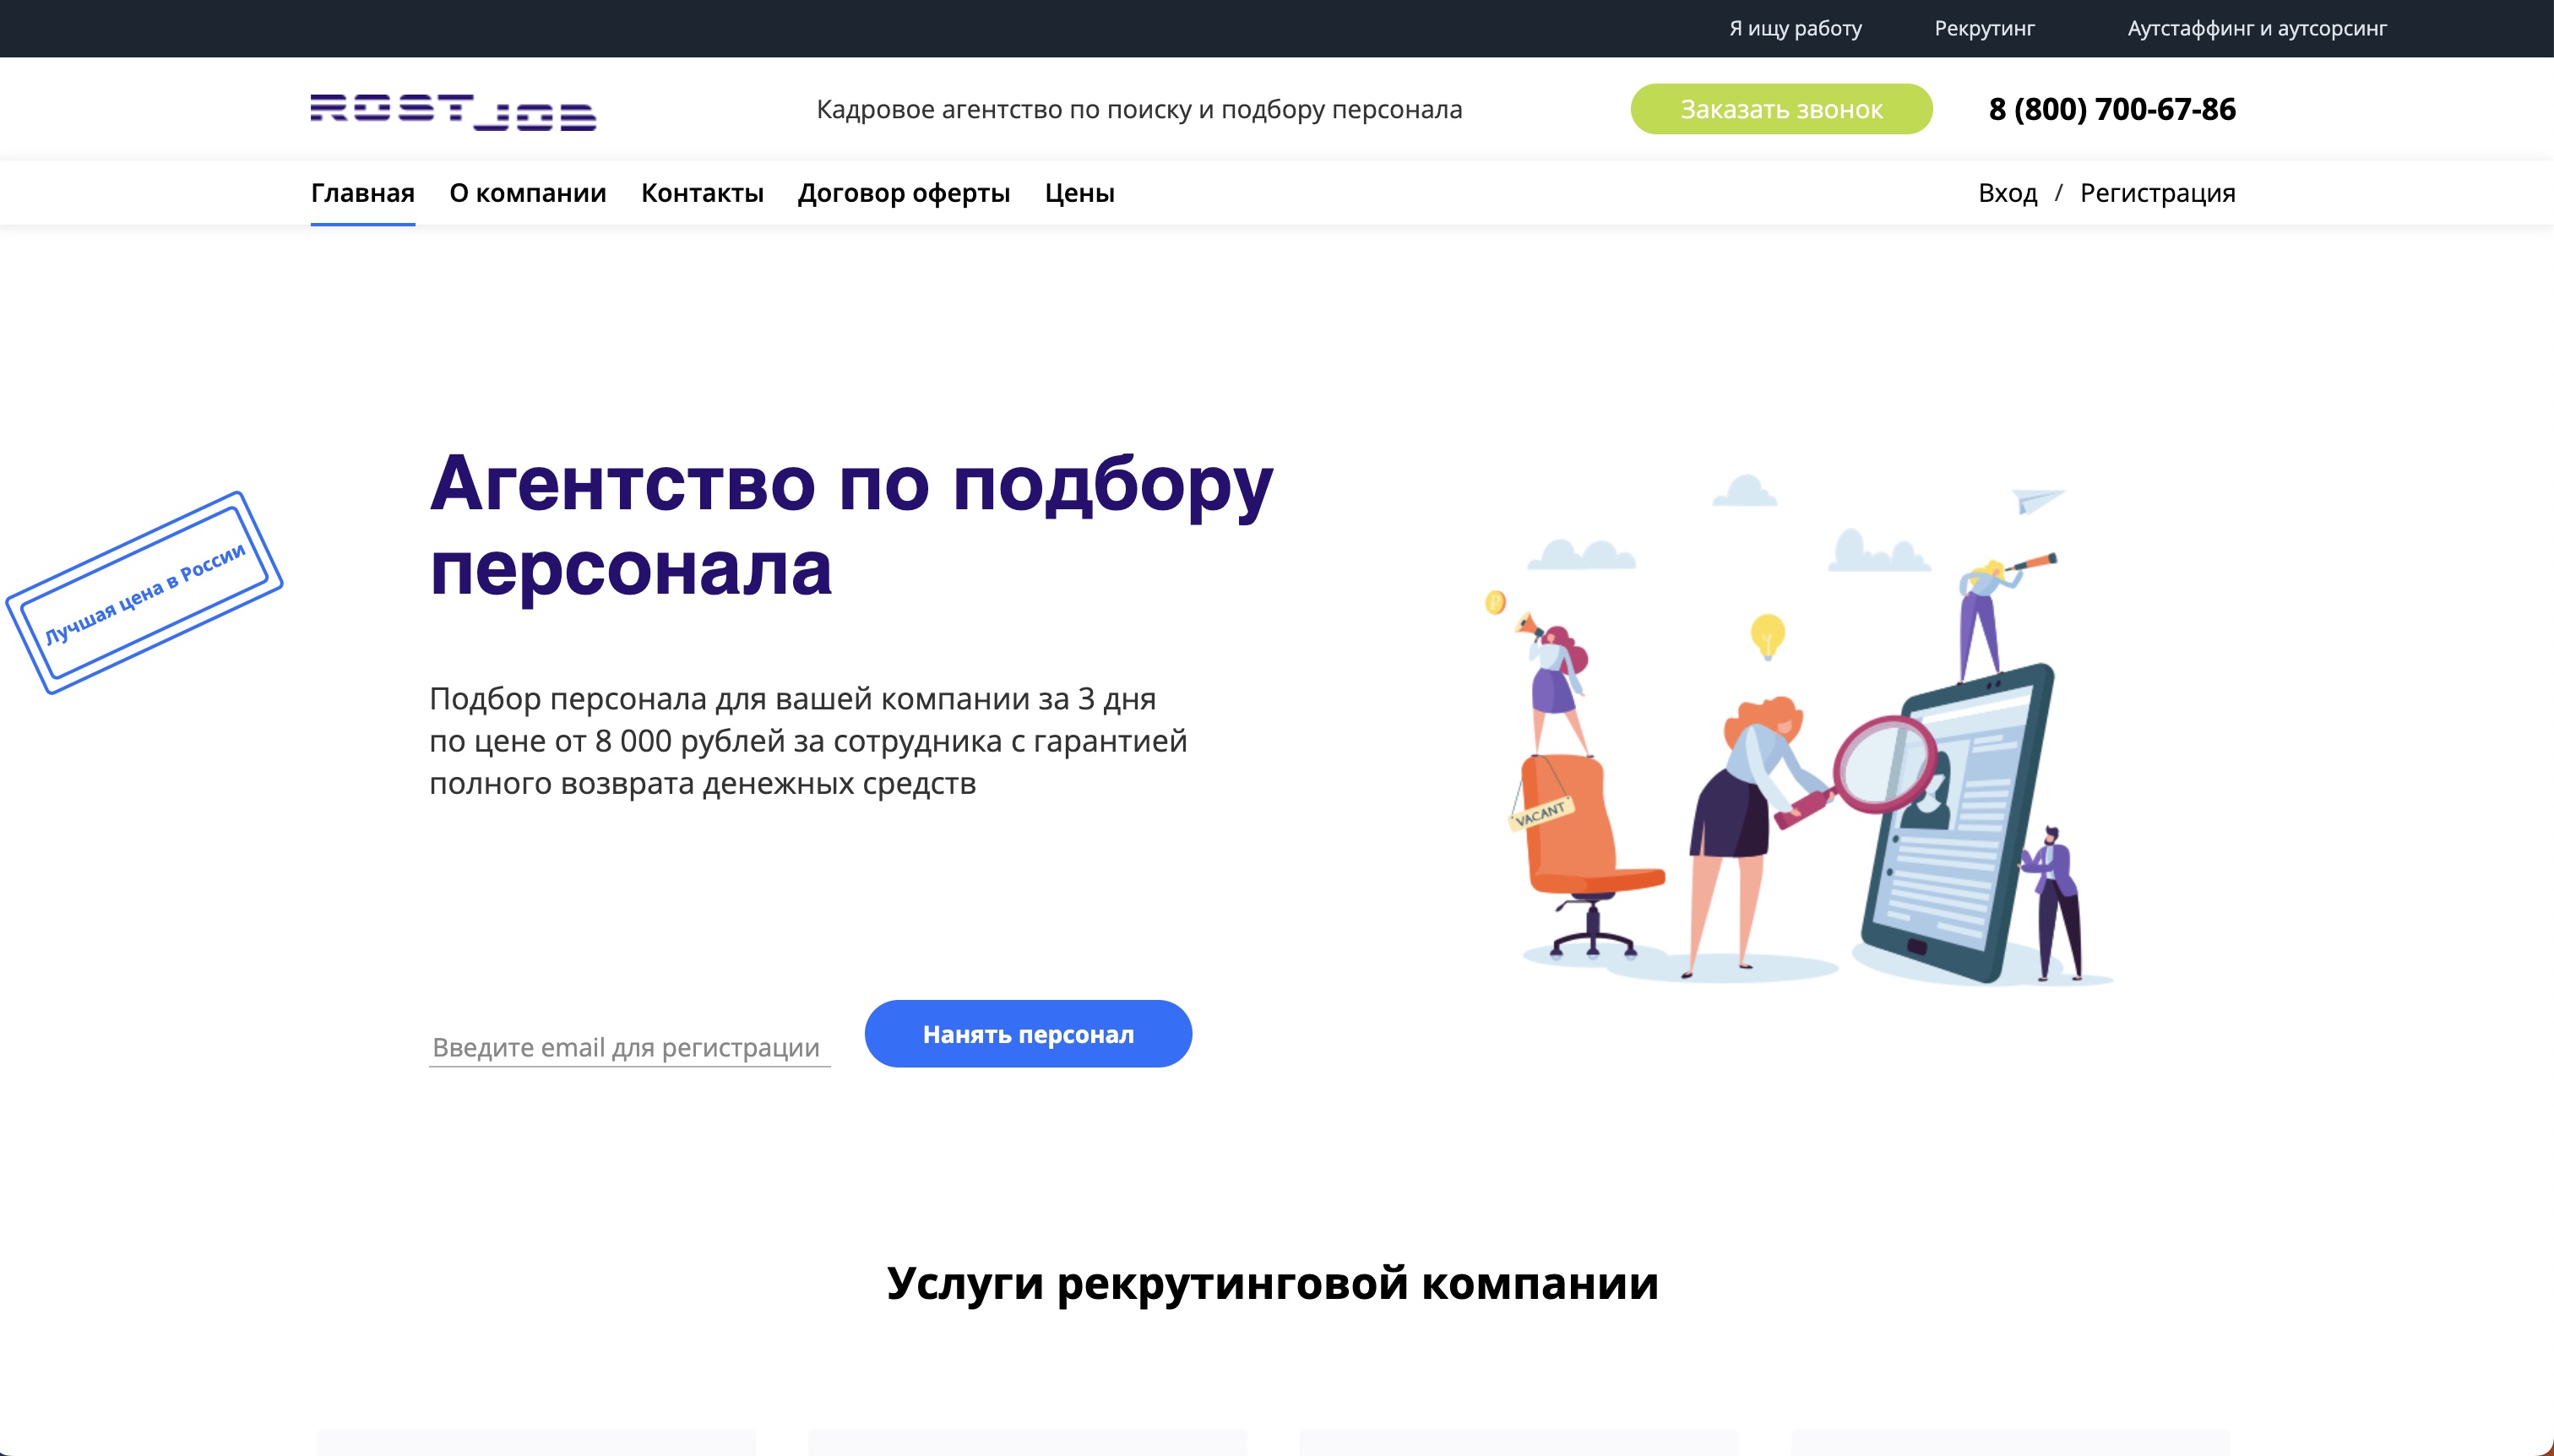 Я ищу работу Рекрутинг Аутстаффинг и аутсорсинг
ROSTJOB Кадровое агентство по поиску и подбору персонала Заказать звонок 8 (800) 700-67-86
Главная О компании Контакты Договор оферты Цены Вход / Регистрация
Агентство по подбору
персонала
Лучшая цена в России
Подбор персонала для вашей компании за 3 дня
по цене от 8 000 рублей за сотрудника с гарантией
полного возврата денежных средств
VACANT
Введите email для регистрации Нанять персонал
Услуги рекрутинговой компании